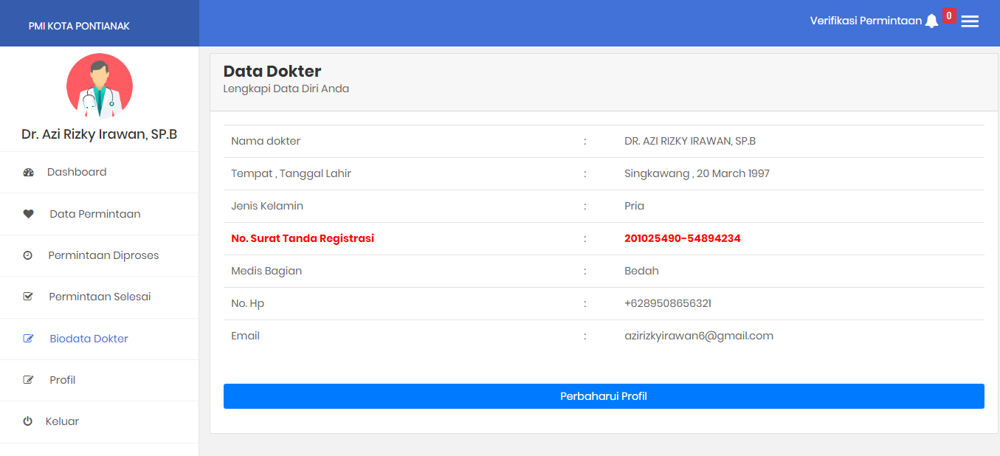 PMI KOTA PONTIANAK
Verifikasi Permintaan 0
Dr. Azi Rizky Irawan, SP.B
Dashboard
Data Permintaan
Permintaan Diproses
Permintaan Selesai
Biodata Dokter
Profil
Keluar
Data Dokter
Lengkapi Data Diri Anda
Nama dokter : DR. AZI RIZKY IRAWAN, SP.B
Tempat , Tanggal Lahir : Singkawang , 20 March 1997
Jenis Kelamin : Pria
No. Surat Tanda Registrasi : 201025490-54894234
Medis Bagian : Bedah
No. Hp : +6289508656321
Email : azirizkyirawan6@gmail.com
Perbaharui Profil